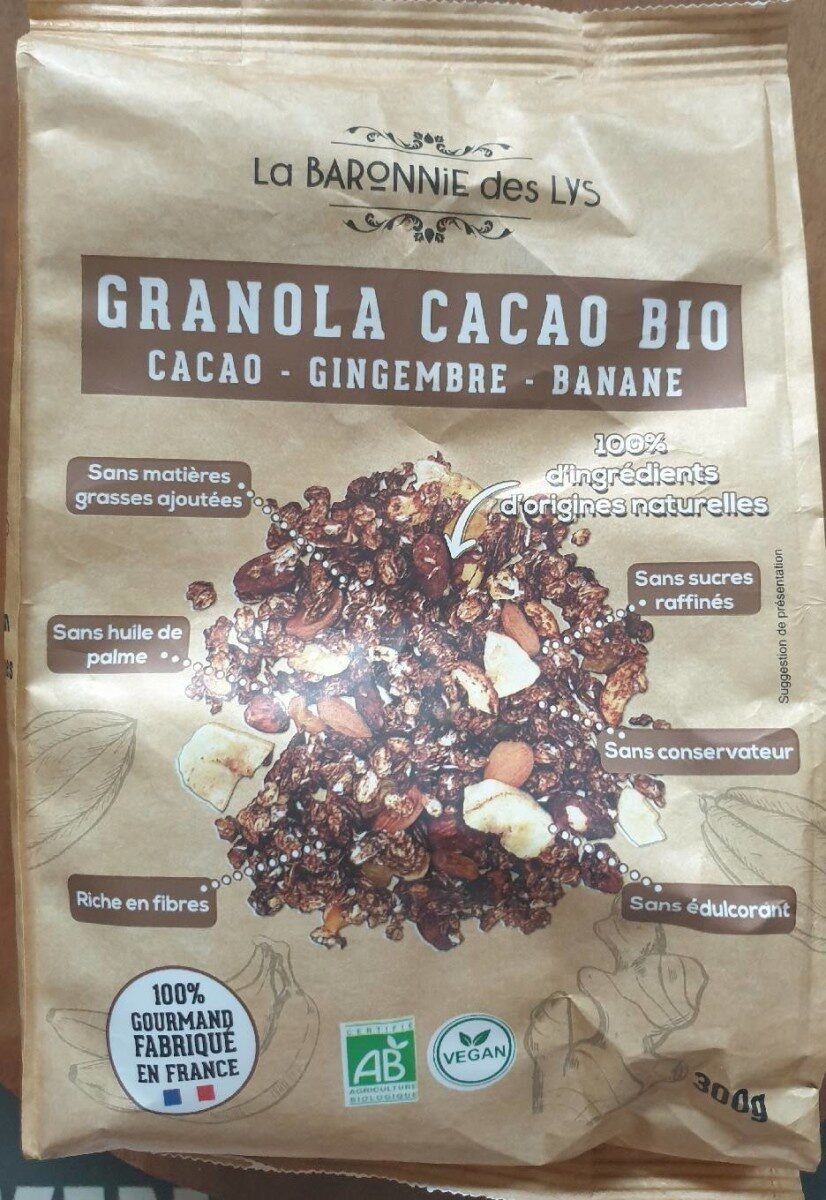 La BARONNiE des LYS
GRANOLA CACAO BIO
CACAO - GINGEMBRE - BANANE
100%
d'ingrédients
d'origines naturelles
Sans matières
grasses ajoutées
Sans sucres
raffinés
Suggestion de présentation
Sans huile de
palme
Sans conservateur
Riche en fibres
Sans édulcorant
100%
GOURMAND
FABRIQUÉ
EN FRANCE
CERTIFIÉ
AB
AGRICULTURE
BIOLOGIQUE
VEGAN
300g